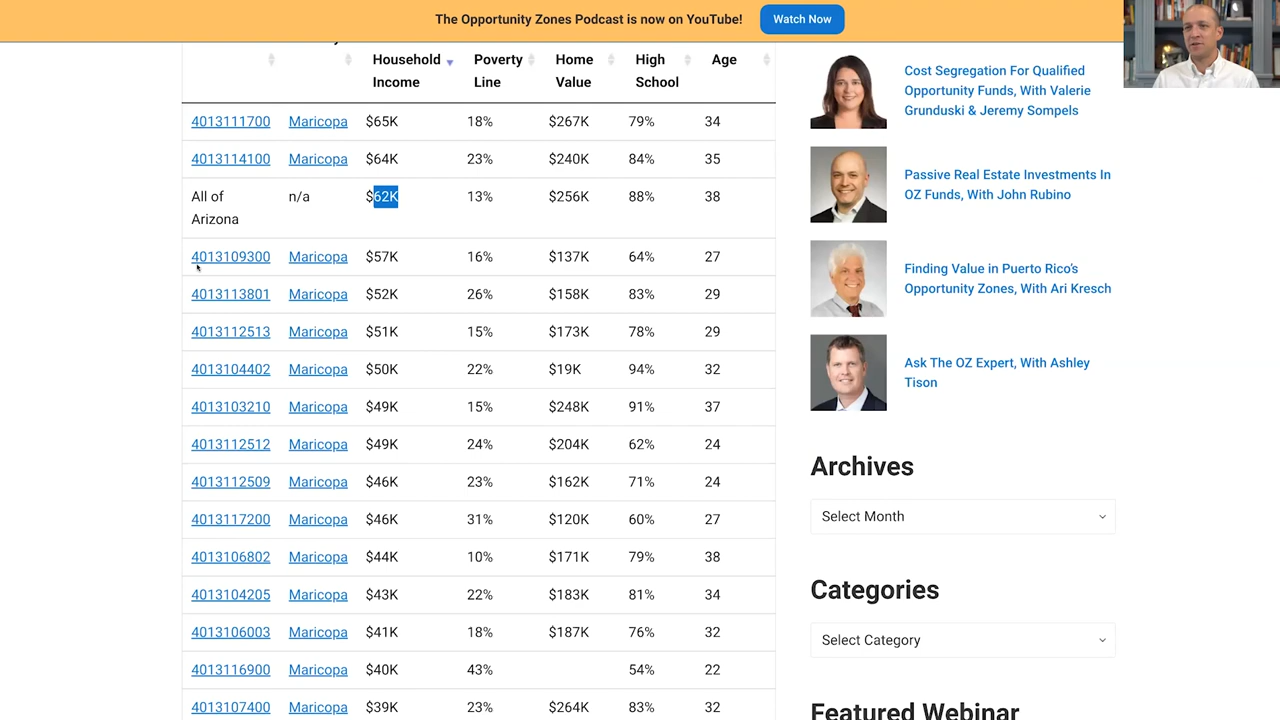 The Opportunity Zones Podcast is now on YouTube! Watch Now
Household Income Poverty Line Home Value High School Age
4013111700 Maricopa $65K 18% $267K 79% 34
4013114100 Maricopa $64K 23% $240K 84% 35
All of Arizona n/a $62K 13% $256K 88% 38
4013109300 Maricopa $57K 16% $137K 64% 27
4013113801 Maricopa $52K 26% $158K 83% 29
4013112513 Maricopa $51K 15% $173K 78% 29
4013104402 Maricopa $50K 22% $19K 94% 32
4013103210 Maricopa $49K 15% $248K 91% 37
4013112512 Maricopa $49K 24% $204K 62% 24
4013112509 Maricopa $46K 23% $162K 71% 24
4013117200 Maricopa $46K 31% $120K 60% 27
4013106802 Maricopa $44K 10% $171K 79% 38
4013104205 Maricopa $43K 22% $183K 81% 34
4013106003 Maricopa $41K 18% $187K 76% 32
4013116900 Maricopa $40K 43% 54% 22
4013107400 Maricopa $39K 23% $264K 83% 32
Cost Segregation For Qualified
Opportunity Funds, With Valerie
Grunduski & Jeremy Sompels
Passive Real Estate Investments In
OZ Funds, With John Rubino
Finding Value in Puerto Rico's
Opportunity Zones, With Ari Kresch
Ask The OZ Expert, With Ashley
Tison
Archives
Select Month
Categories
Select Category
Featured Webinar